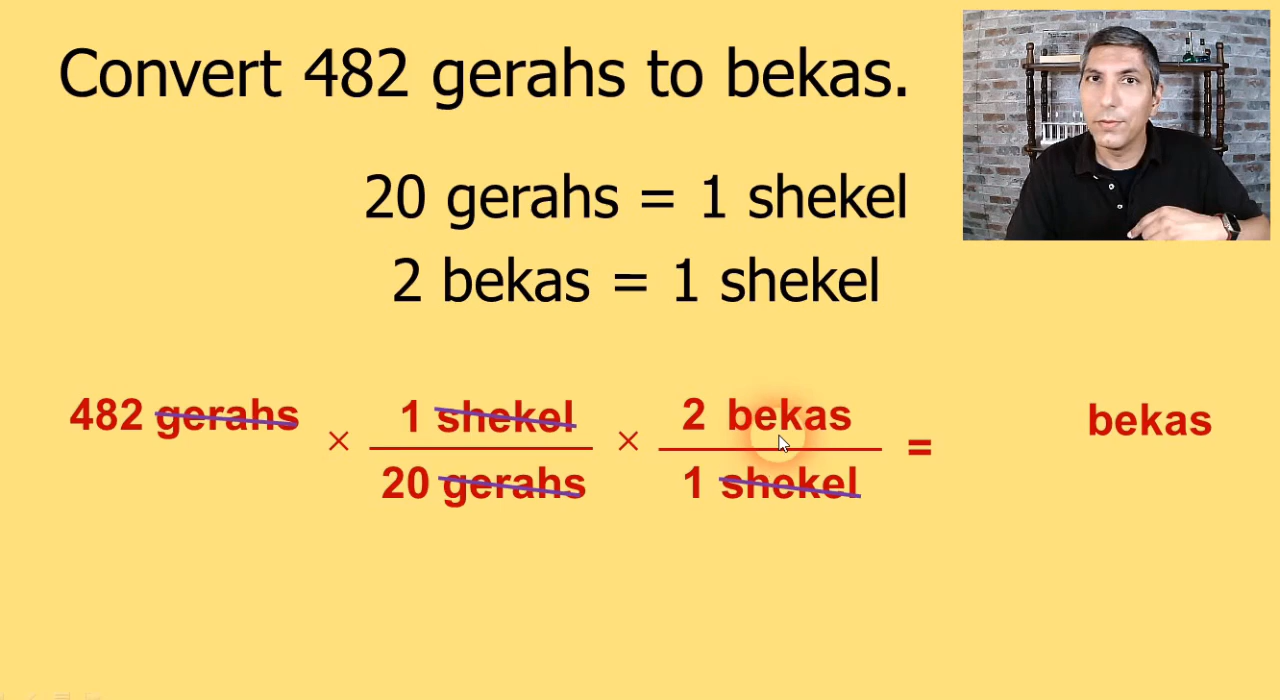 Convert 482 gerahs to bekas.
20 gerahs = 1 shekel
2 bekas = 1 shekel
482 gerahs × 1 shekel / 20 gerahs × 2 bekas / 1 shekel = bekas